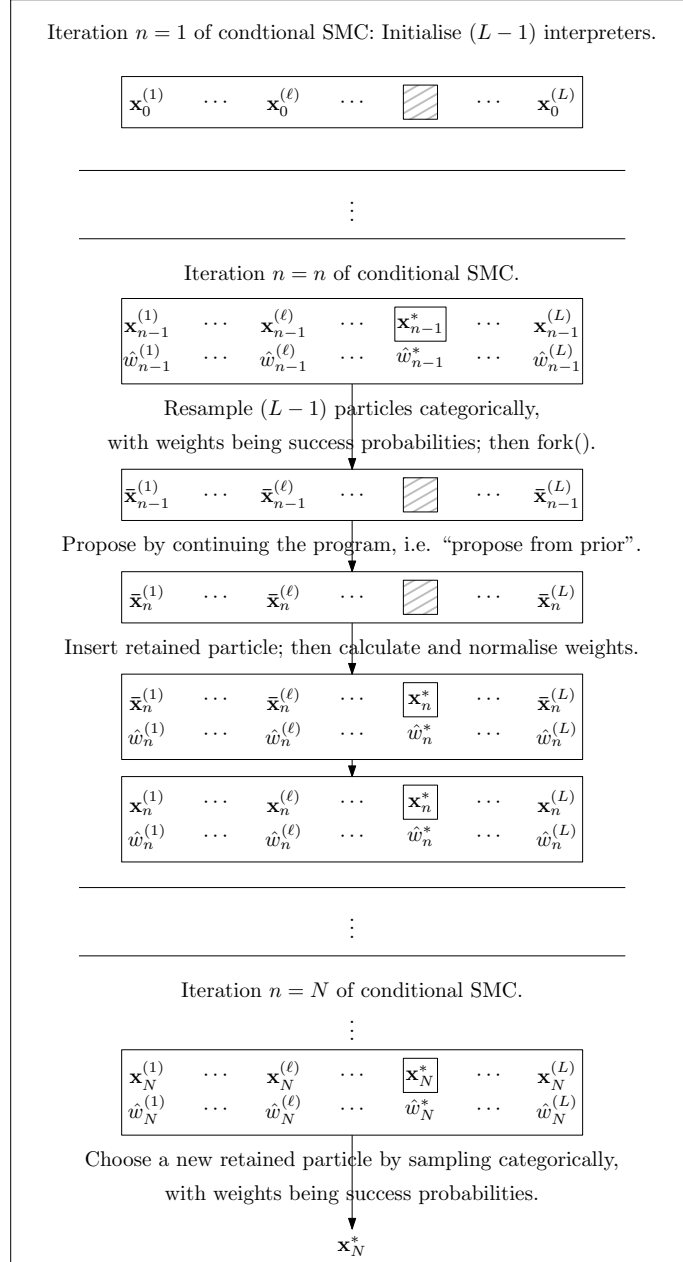 Iteration n = 1 of condtional SMC: Initialise (L − 1) interpreters.
x_0^{(1)} ··· x_0^{(ℓ)} ··· ··· x_0^{(L)}
⋮
Iteration n = n of conditional SMC.
x_{n−1}^{(1)} ··· x_{n−1}^{(ℓ)} ··· x_{n−1}^* ··· x_{n−1}^{(L)}
ŵ_{n−1}^{(1)} ··· ŵ_{n−1}^{(ℓ)} ··· ŵ_{n−1}^* ··· ŵ_{n−1}^{(L)}
Resample (L − 1) particles categorically,
with weights being success probabilities; then fork().
x̄_{n−1}^{(1)} ··· x̄_{n−1}^{(ℓ)} ··· ··· x̄_{n−1}^{(L)}
Propose by continuing the program, i.e. “propose from prior”.
x̄_n^{(1)} ··· x̄_n^{(ℓ)} ··· ··· x̄_n^{(L)}
Insert retained particle; then calculate and normalise weights.
x̄_n^{(1)} ··· x̄_n^{(ℓ)} ··· x_n^* ··· x̄_n^{(L)}
ŵ_n^{(1)} ··· ŵ_n^{(ℓ)} ··· ŵ_n^* ··· ŵ_n^{(L)}
x_n^{(1)} ··· x_n^{(ℓ)} ··· x_n^* ··· x_n^{(L)}
ŵ_n^{(1)} ··· ŵ_n^{(ℓ)} ··· ŵ_n^* ··· ŵ_n^{(L)}
⋮
Iteration n = N of conditional SMC.
⋮
x_N^{(1)} ··· x_N^{(ℓ)} ··· x_N^* ··· x_N^{(L)}
ŵ_N^{(1)} ··· ŵ_N^{(ℓ)} ··· ŵ_N^* ··· ŵ_N^{(L)}
Choose a new retained particle by sampling categorically,
with weights being success probabilities.
x_N^*